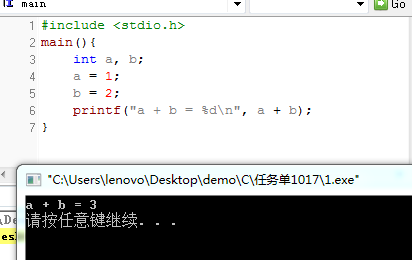 main
Go
1 #include <stdio.h>
2 main(){
3 int a, b;
4 a = 1;
5 b = 2;
6 printf("a + b = %d\n", a + b);
7 }
"C:\Users\lenovo\Desktop\demo\C\任务单1017\1.exe"
a + b = 3
请按任意键继续. . .